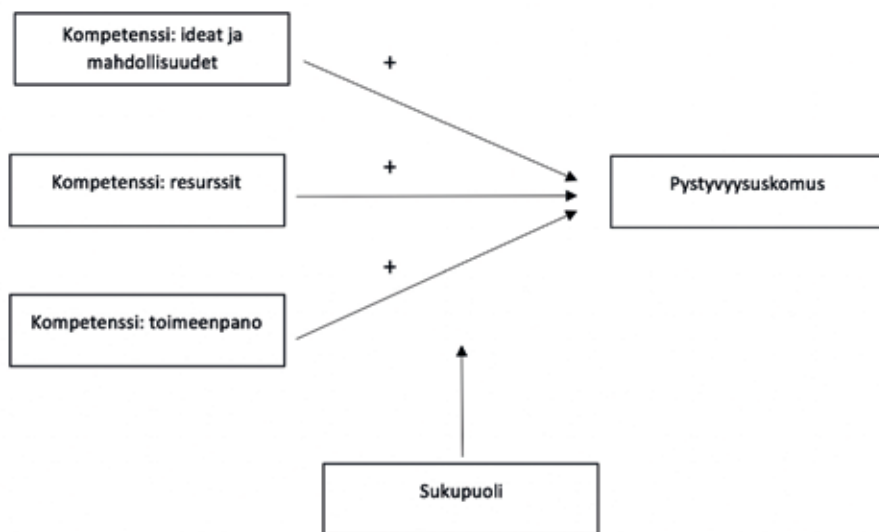 Kompetenssi: ideat ja
mahdollisuudet
+
Kompetenssi: resurssit
+
Pystyvyysuskomus
+
Kompetenssi: toimeenpano
Sukupuoli